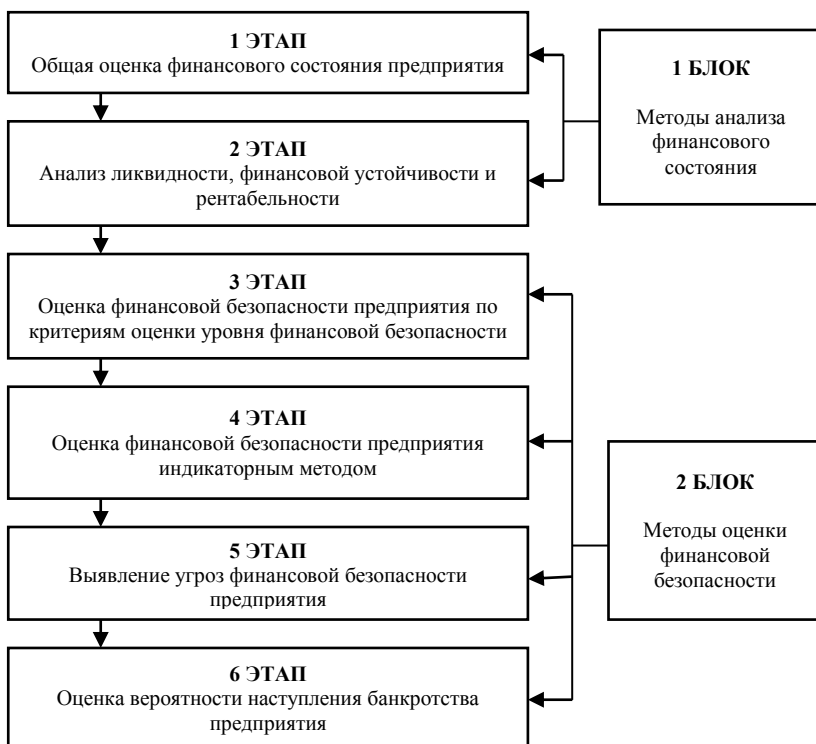 1 ЭТАП
Общая оценка финансового состояния предприятия
2 ЭТАП
Анализ ликвидности, финансовой устойчивости и
рентабельности
3 ЭТАП
Оценка финансовой безопасности предприятия по
критериям оценки уровня финансовой безопасности
4 ЭТАП
Оценка финансовой безопасности предприятия
индикаторным методом
5 ЭТАП
Выявление угроз финансовой безопасности
предприятия
6 ЭТАП
Оценка вероятности наступления банкротства
предприятия
1 БЛОК
Методы анализа
финансового
состояния
2 БЛОК
Методы оценки
финансовой
безопасности